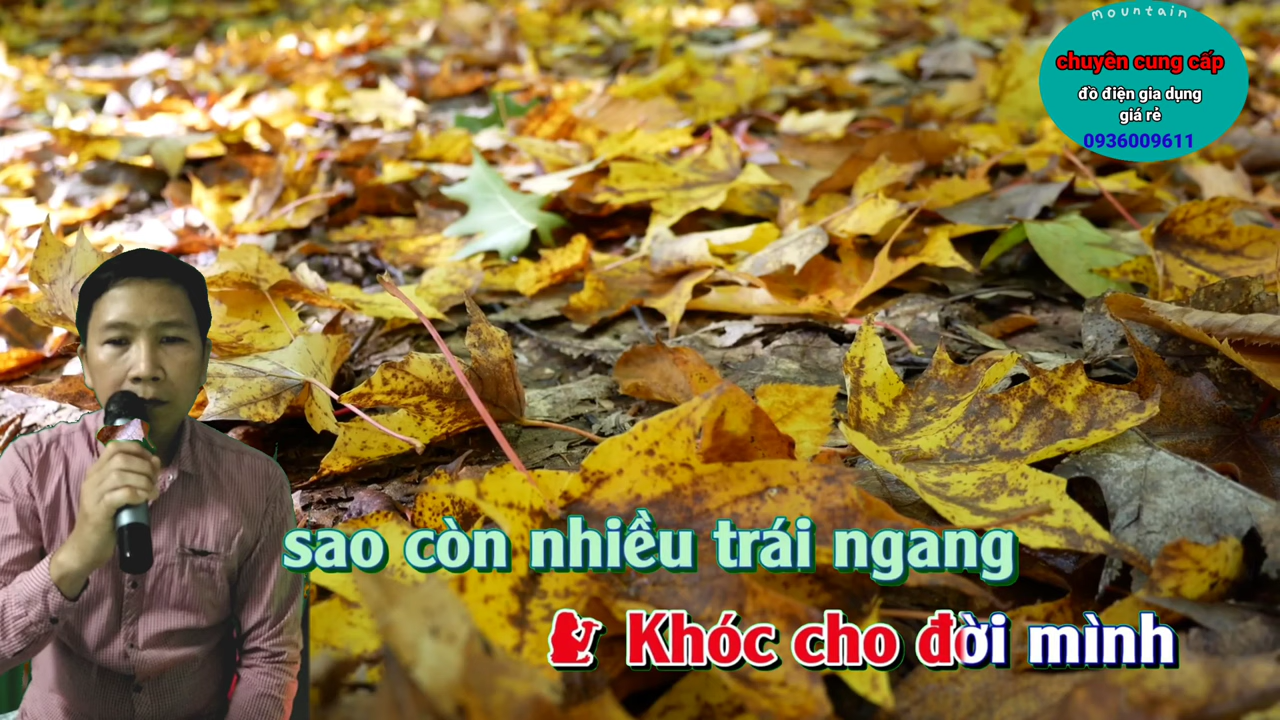 mountain
chuyên cung cấp
đồ điện gia dụng
giá rẻ
0936009611
sao còn nhiều trái ngang
Khóc cho đời mình